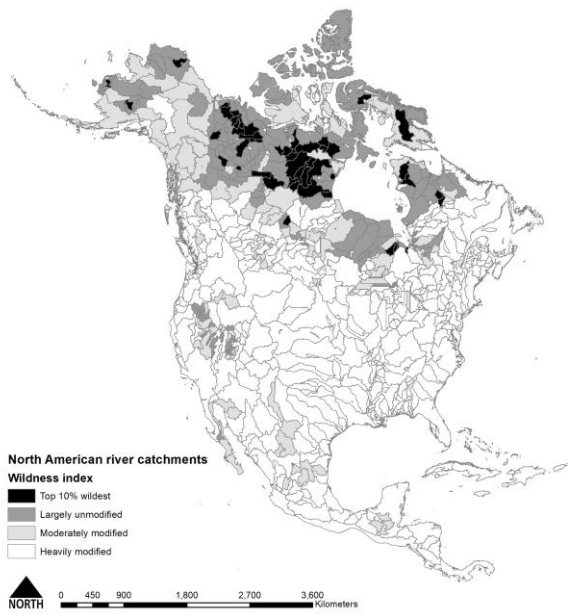 North American river catchments
Wildness index
Top 10% wildest
Largely unmodified
Moderately modified
Heavily modified
NORTH
0 450 900 1,800 2,700 3,600
Kilometers